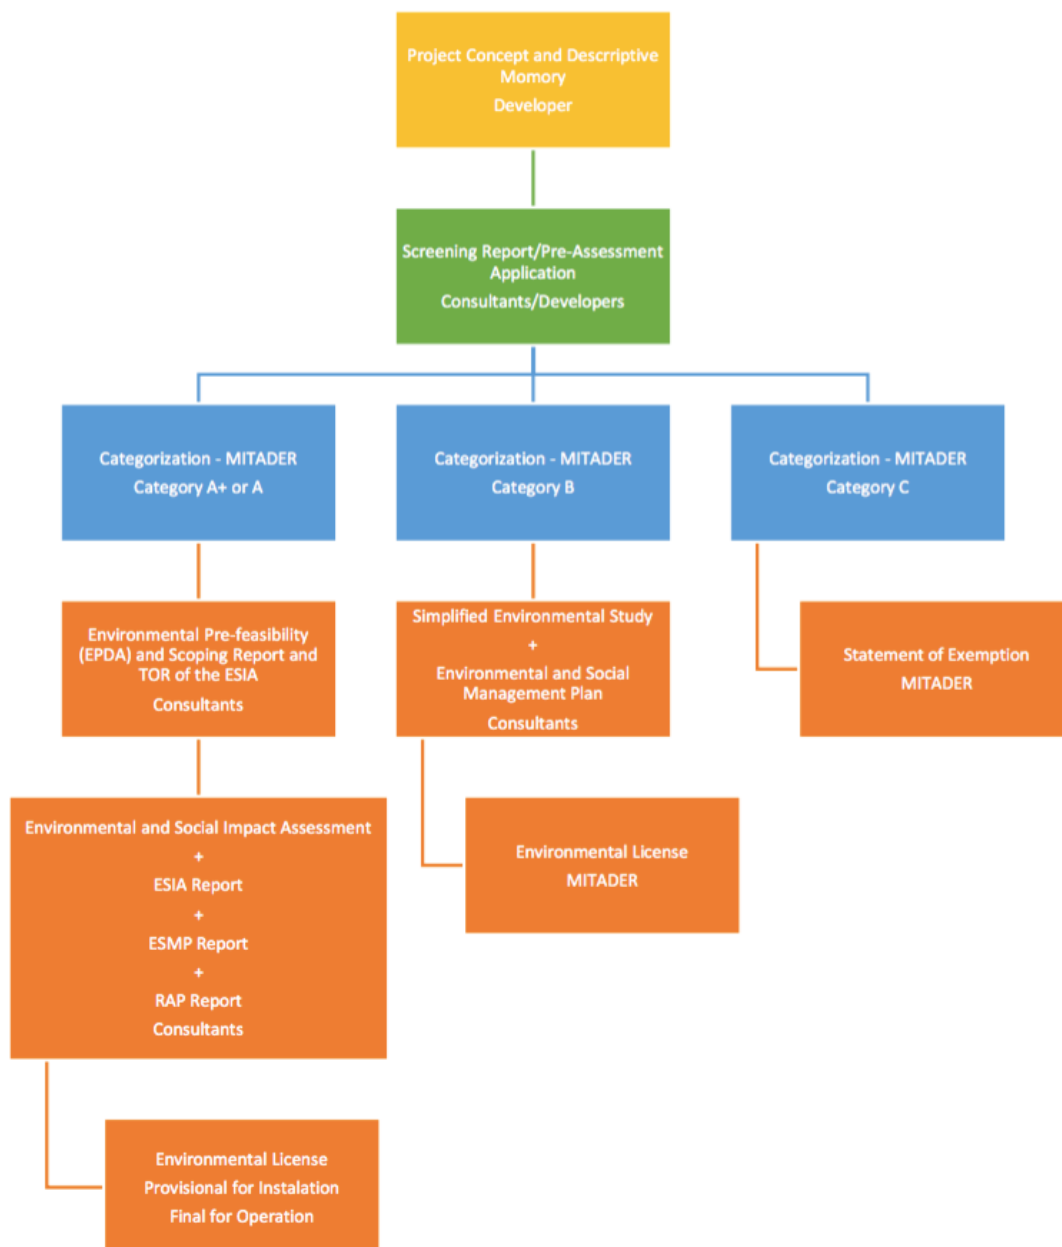 Project Concept and Descrriptive
Momory
Developer
Screening Report/Pre-Assessment
Application
Consultants/Developers
Categorization - MITADER
Category A+ or A
Categorization - MITADER
Category B
Categorization - MITADER
Category C
Environmental Pre-feasibility
(EPDA) and Scoping Report and
TOR of the ESIA
Consultants
Simplified Environmental Study
+
Environmental and Social
Management Plan
Consultants
Statement of Exemption
MITADER
Environmental and Social Impact Assessment
+
ESIA Report
+
ESMP Report
+
RAP Report
Consultants
Environmental License
MITADER
Environmental License
Provisional for Instalation
Final for Operation